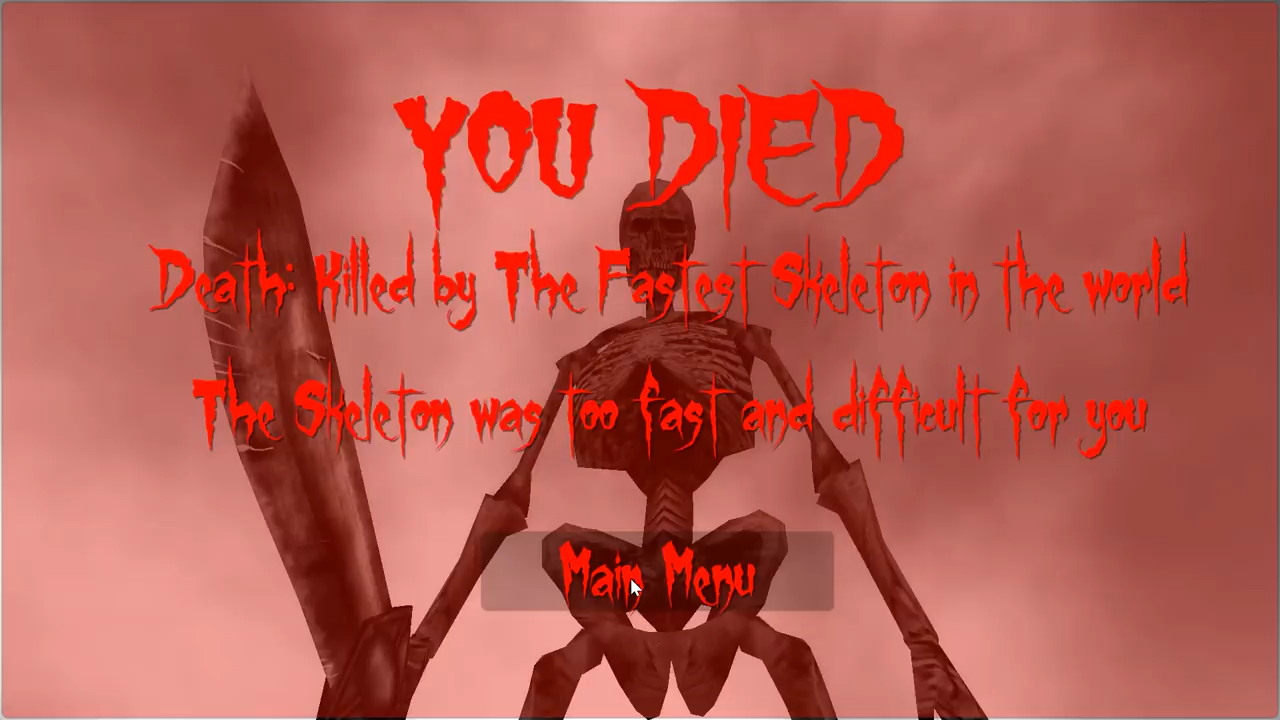 YOU DIED
Death: Killed by The Fastest Skeleton in the world
The Skeleton was too fast and difficult for you
Main Menu